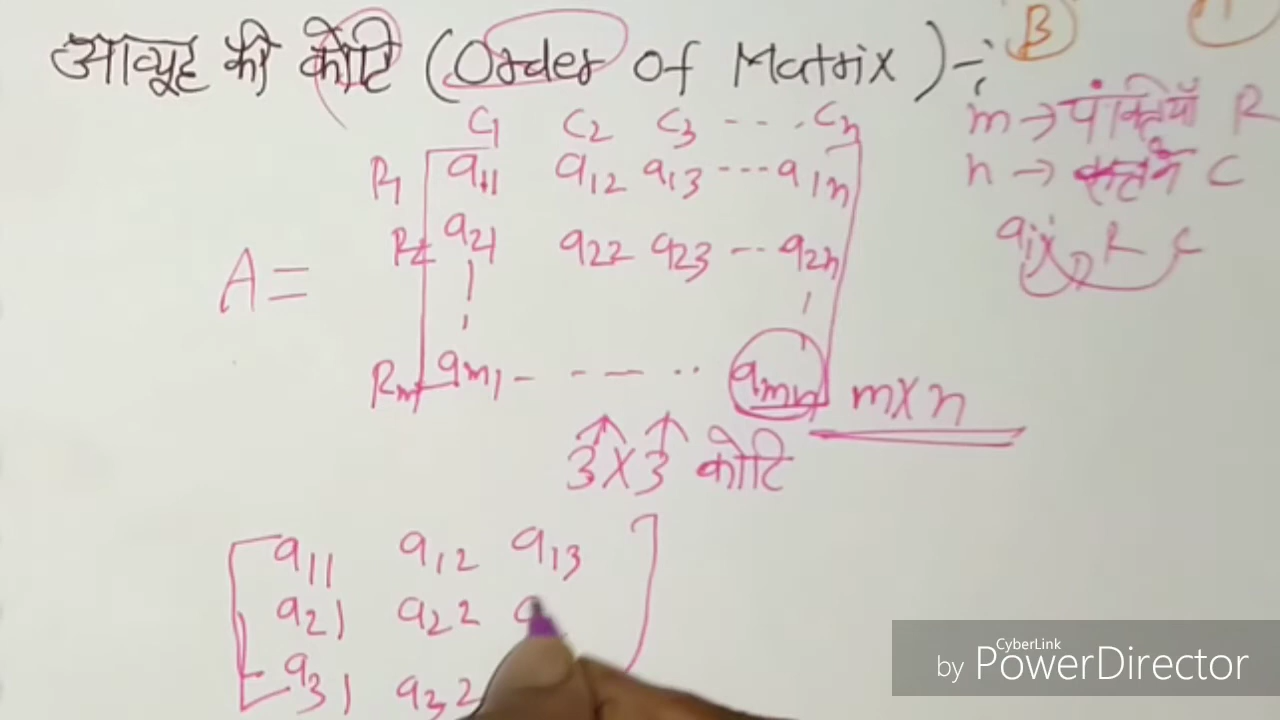 आव्यूह की कोटि (Order of Matrix) -: B 1
C1 C2 C3 --- . Cn m → पंक्तियाँ R
R1 a11 a12 a13 ---- a1n n → स्तम्भ C
R2 a21 a22 a23 -- a2n aij R C
A =
Rm am1 - - — .. amn m×n
3×3 कोटि
a11 a12 a13
a21 a22 a
a31 a32
CyberLink
by PowerDirector